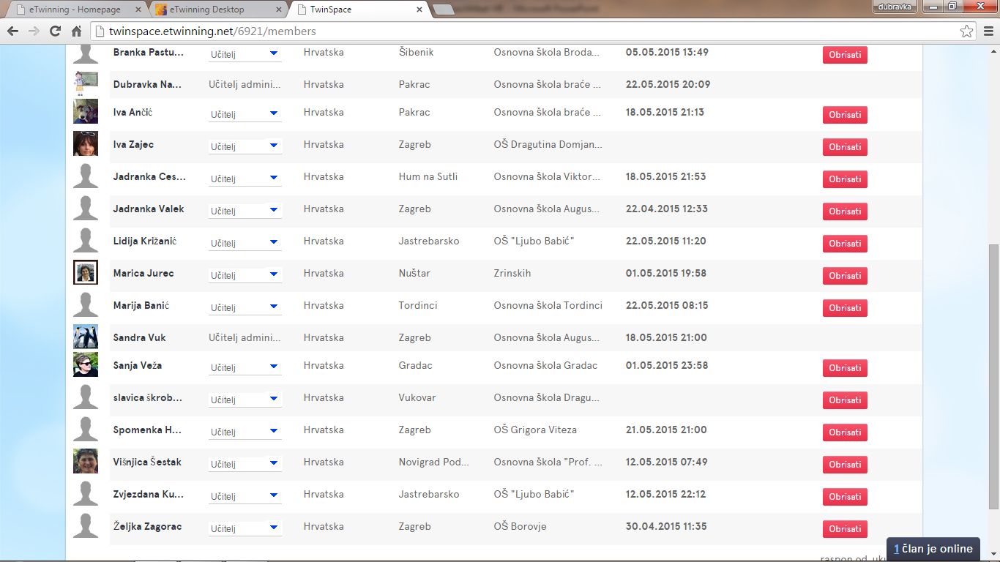 eTwinning - Homepage
eTwinning Desktop
TwinSpace
Microsoft PowerPoint
dubravka
twinspace.etwinning.net/6921/members
Branka Pastu... Učitelj Hrvatska Šibenik Osnovna škola Broda... 05.05.2015 13:49 Obrisati
Dubravka Na... Učitelj admini... Hrvatska Pakrac Osnovna škola braće ... 22.05.2015 20:09
Iva Ančić Učitelj Hrvatska Pakrac Osnovna škola braće ... 18.05.2015 21:13 Obrisati
Iva Zajec Učitelj Hrvatska Zagreb OŠ Dragutina Domjan... Obrisati
Jadranka Ces... Učitelj Hrvatska Hum na Sutli Osnovna škola Viktor... 18.05.2015 21:53 Obrisati
Jadranka Valek Učitelj Hrvatska Zagreb Osnovna škola Augus... 22.04.2015 12:33 Obrisati
Lidija Križanić Učitelj Hrvatska Jastrebarsko OŠ "Ljubo Babić" 22.05.2015 11:20 Obrisati
Marica Jurec Učitelj Hrvatska Nuštar Zrinskih 01.05.2015 19:58 Obrisati
Marija Banić Učitelj Hrvatska Tordinci Osnovna škola Tordinci 22.05.2015 08:15 Obrisati
Sandra Vuk Učitelj admini... Hrvatska Zagreb Osnovna škola Augus... 18.05.2015 21:00
Sanja Veža Učitelj Hrvatska Gradac Osnovna škola Gradac 01.05.2015 23:58 Obrisati
slavica škrob... Učitelj Hrvatska Vukovar Osnovna škola Dragu... Obrisati
Spomenka H... Učitelj Hrvatska Zagreb OŠ Grigora Viteza 21.05.2015 21:00 Obrisati
Višnjica Šestak Učitelj Hrvatska Novigrad Pod... Osnovna škola "Prof. ... 12.05.2015 07:49 Obrisati
Zvjezdana Ku... Učitelj Hrvatska Jastrebarsko OŠ "Ljubo Babić" 12.05.2015 22:12 Obrisati
Željka Zagorac Učitelj Hrvatska Zagreb OŠ Borovje 30.04.2015 11:35 Obrisati
1 član je online
raspon od